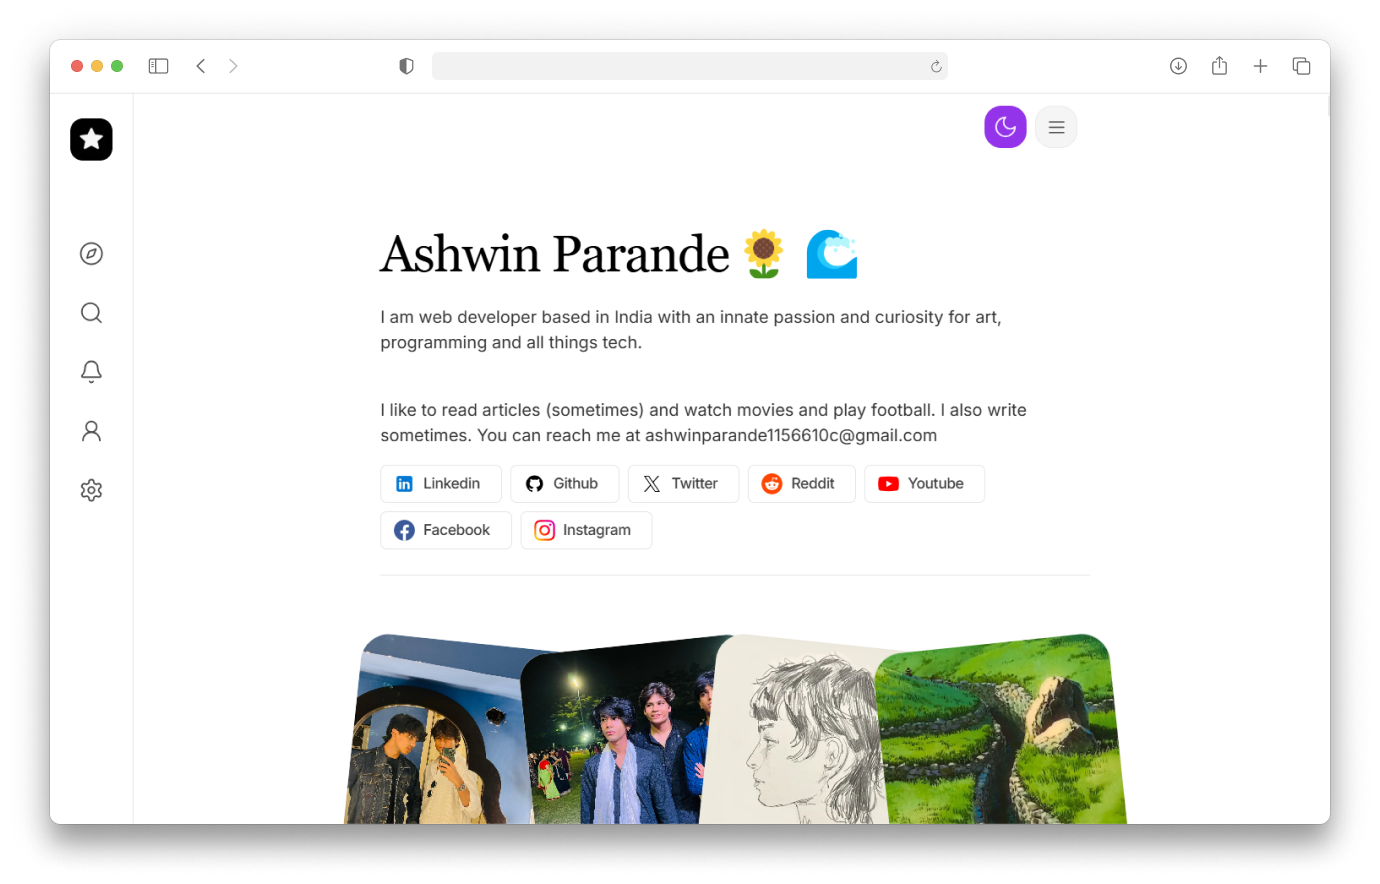 Ashwin Parande🌻 🌊
I am web developer based in India with an innate passion and curiosity for art,
programming and all things tech.
I like to read articles (sometimes) and watch movies and play football. I also write
sometimes. You can reach me at ashwinparande1156610c@gmail.com
Linkedin Github Twitter Reddit Youtube
Facebook Instagram